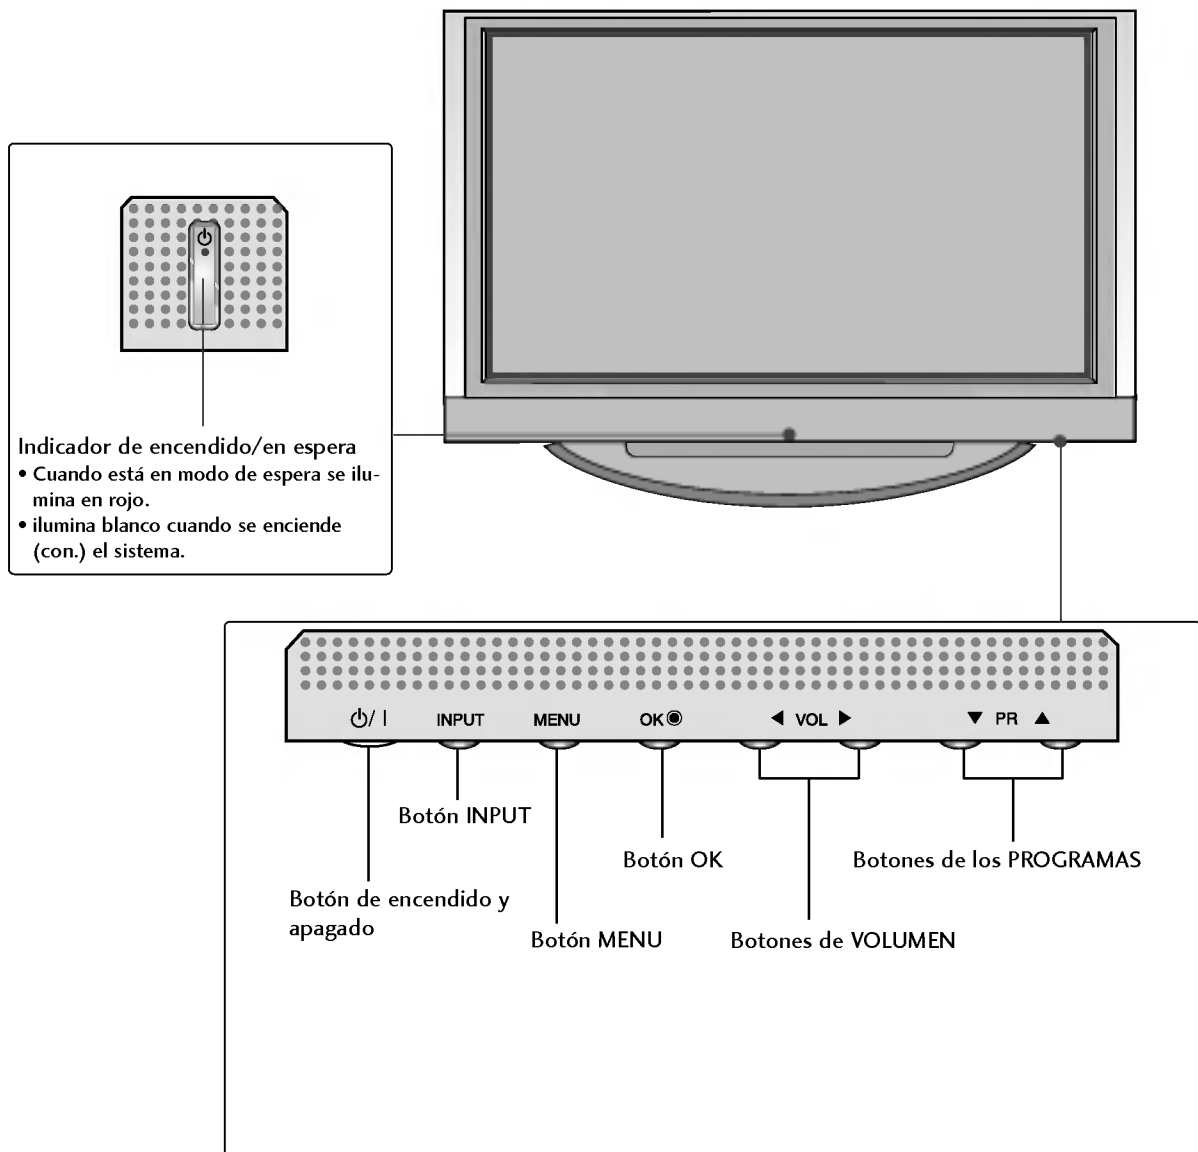 Indicador de encendido/en espera
• Cuando está en modo de espera se ilu-
mina en rojo.
• ilumina blanco cuando se enciende
(con.) el sistema.
⏻/ I INPUT MENU OK◉ ◀ VOL ▶ ▼ PR ▲
Botón INPUT
Botón OK
Botones de los PROGRAMAS
Botón de encendido y
apagado
Botón MENU
Botones de VOLUMEN